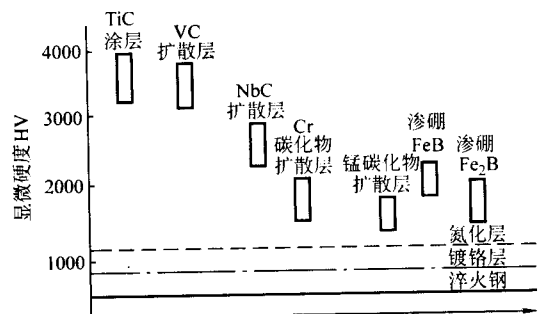 TiC
涂层
VC
扩散层
NbC
扩散层
Cr
碳化物
扩散层
锰碳化物
扩散层
渗硼
FeB
渗硼
Fe₂B
氮化层
镀铬层
淬火钢
4000
3000
2000
1000
显微硬度HV